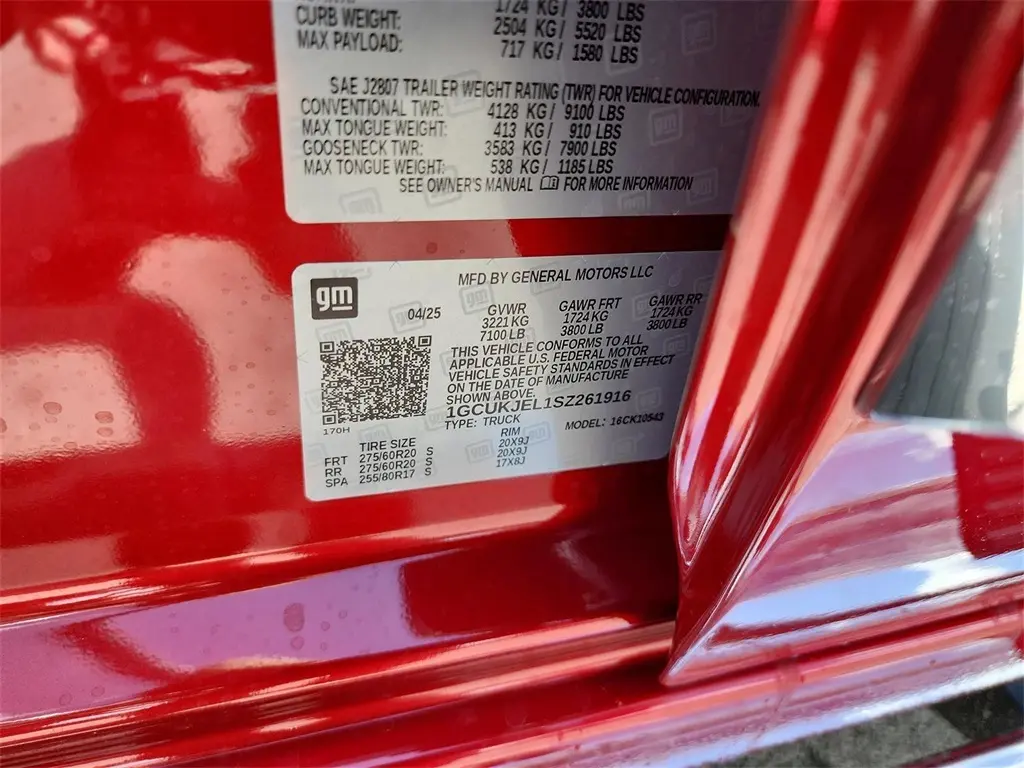 1724 KG / 3800 LBS
CURB WEIGHT: 2504 KG / 5520 LBS
MAX PAYLOAD: 717 KG / 1580 LBS
SAE J2807 TRAILER WEIGHT RATING (TWR) FOR VEHICLE CONFIGURATION.
CONVENTIONAL TWR: 4128 KG / 9100 LBS
MAX TONGUE WEIGHT: 413 KG / 910 LBS
GOOSENECK TWR: 3583 KG / 7900 LBS
MAX TONGUE WEIGHT: 538 KG / 1185 LBS
SEE OWNER'S MANUAL FOR MORE INFORMATION
gm
MFD BY GENERAL MOTORS LLC
04/25
GVWR GAWR FRT GAWR RR
3221 KG 1724 KG 1724 KG
7100 LB 3800 LB 3800 LB
THIS VEHICLE CONFORMS TO ALL
APPLICABLE U.S. FEDERAL MOTOR
VEHICLE SAFETY STANDARDS IN EFFECT
ON THE DATE OF MANUFACTURE
SHOWN ABOVE.
1GCUKJEL1SZ261916
TYPE: TRUCK MODEL: 16CK10543
170H
TIRE SIZE RIM
FRT 275/60R20 S 20X9J
RR 275/60R20 S 20X9J
SPA 255/80R17 S 17X8J